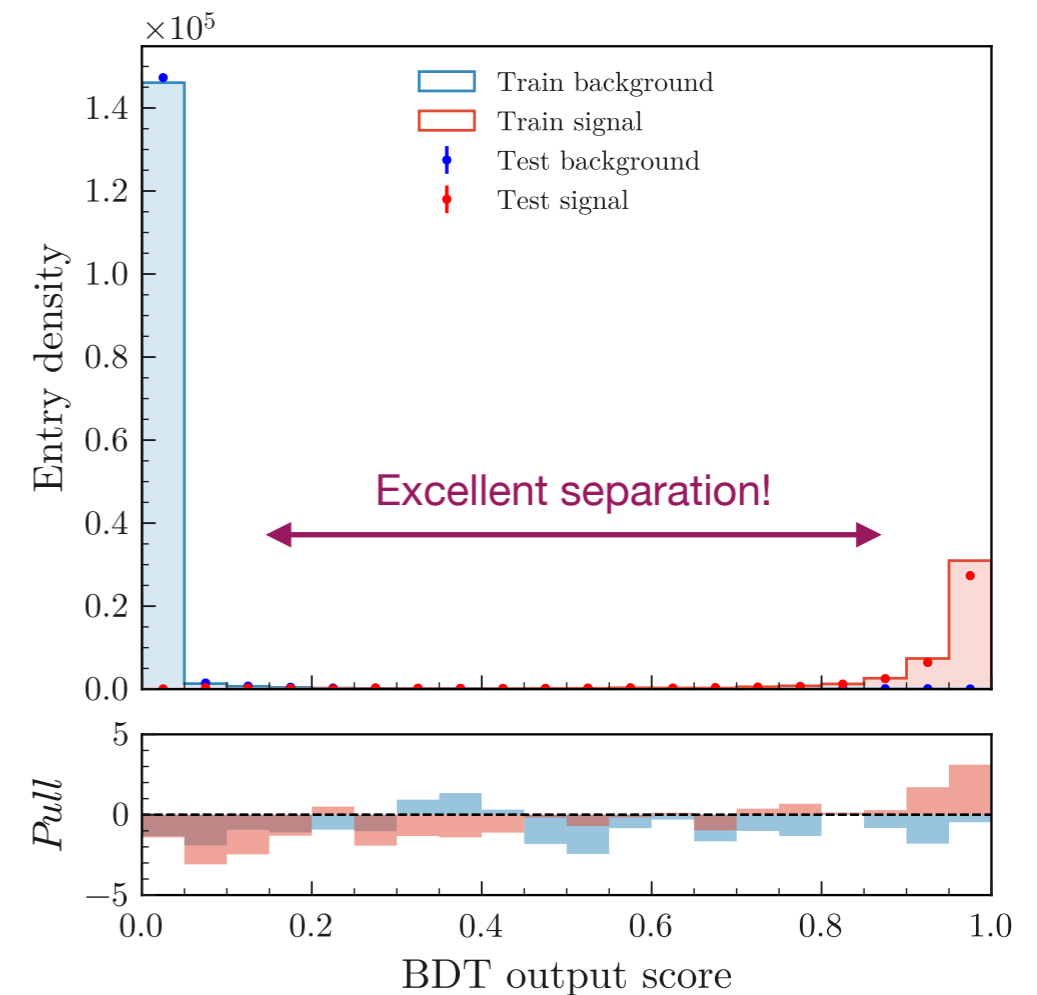 ×10⁵
1.4
1.2
1.0
0.8
0.6
0.4
0.2
0.0
Entry density
Train background
Train signal
Test background
Test signal
Excellent separation!
5
0
−5
Pull
0.0 0.2 0.4 0.6 0.8 1.0
BDT output score